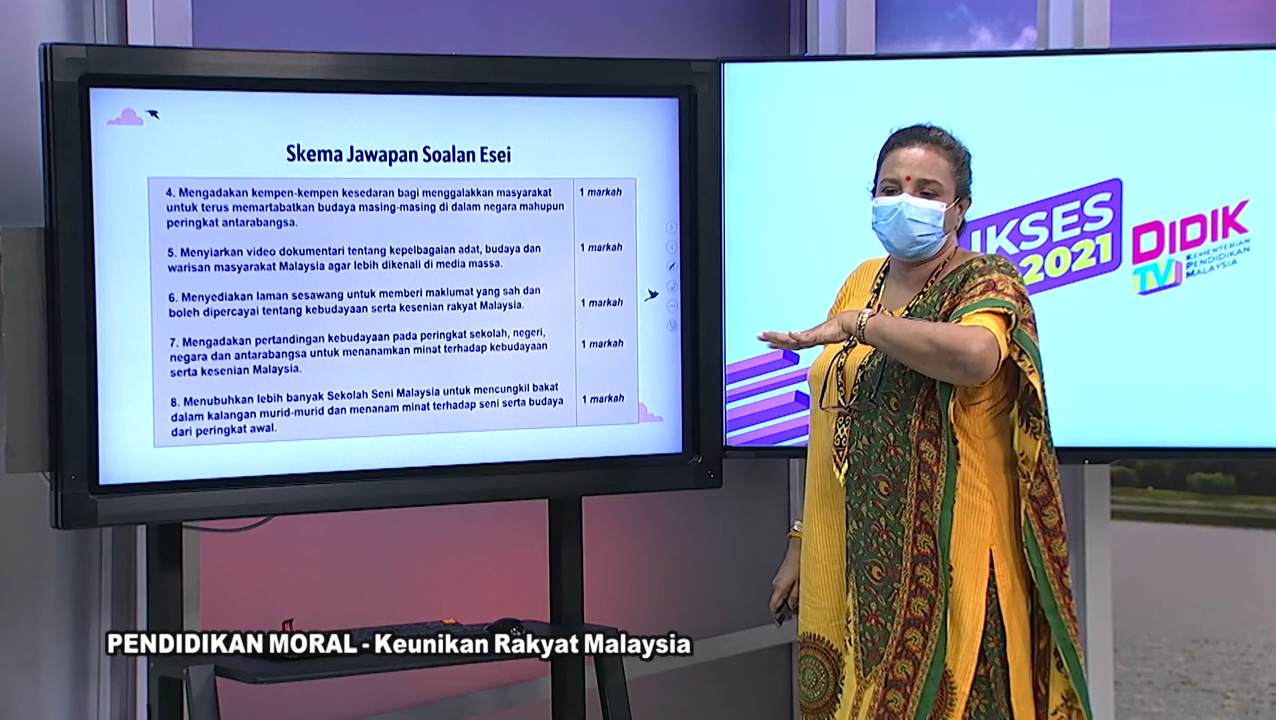 Skema Jawapan Soalan Esei
4. Mengadakan kempen-kempen kesedaran bagi menggalakkan masyarakat
untuk terus memartabatkan budaya masing-masing di dalam negara mahupun
peringkat antarabangsa.
1 markah
5. Menyiarkan video dokumentari tentang kepelbagaian adat, budaya dan
warisan masyarakat Malaysia agar lebih dikenali di media massa.
1 markah
6. Menyediakan laman sesawang untuk memberi maklumat yang sah dan
boleh dipercayai tentang kebudayaan serta kesenian rakyat Malaysia.
1 markah
7. Mengadakan pertandingan kebudayaan pada peringkat sekolah, negeri,
negara dan antarabangsa untuk menanamkan minat terhadap kebudayaan
serta kesenian Malaysia.
1 markah
8. Menubuhkan lebih banyak Sekolah Seni Malaysia untuk mencungkil bakat
dalam kalangan murid-murid dan menanam minat terhadap seni serta budaya
dari peringkat awal.
1 markah
UKSES
2021
DIDIK
TV
KEMENTERIAN
PENDIDIKAN
MALAYSIA
PENDIDIKAN MORAL - Keunikan Rakyat Malaysia